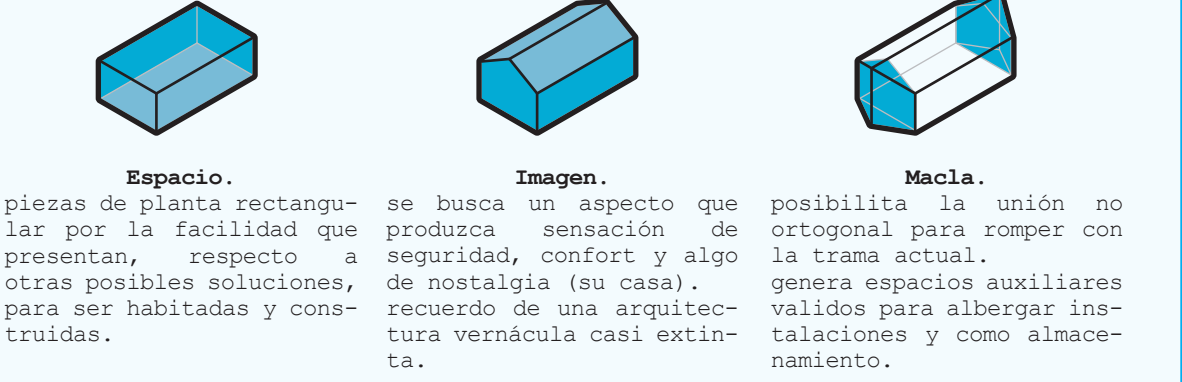 Espacio.
piezas de planta rectangu-
lar por la facilidad que
presentan, respecto a
otras posibles soluciones,
para ser habitadas y cons-
truidas.
Imagen.
se busca un aspecto que
produzca sensación de
seguridad, confort y algo
de nostalgia (su casa).
recuerdo de una arquitec-
tura vernácula casi extin-
ta.
Macla.
posibilita la unión no
ortogonal para romper con
la trama actual.
genera espacios auxiliares
validos para albergar ins-
talaciones y como almace-
namiento.